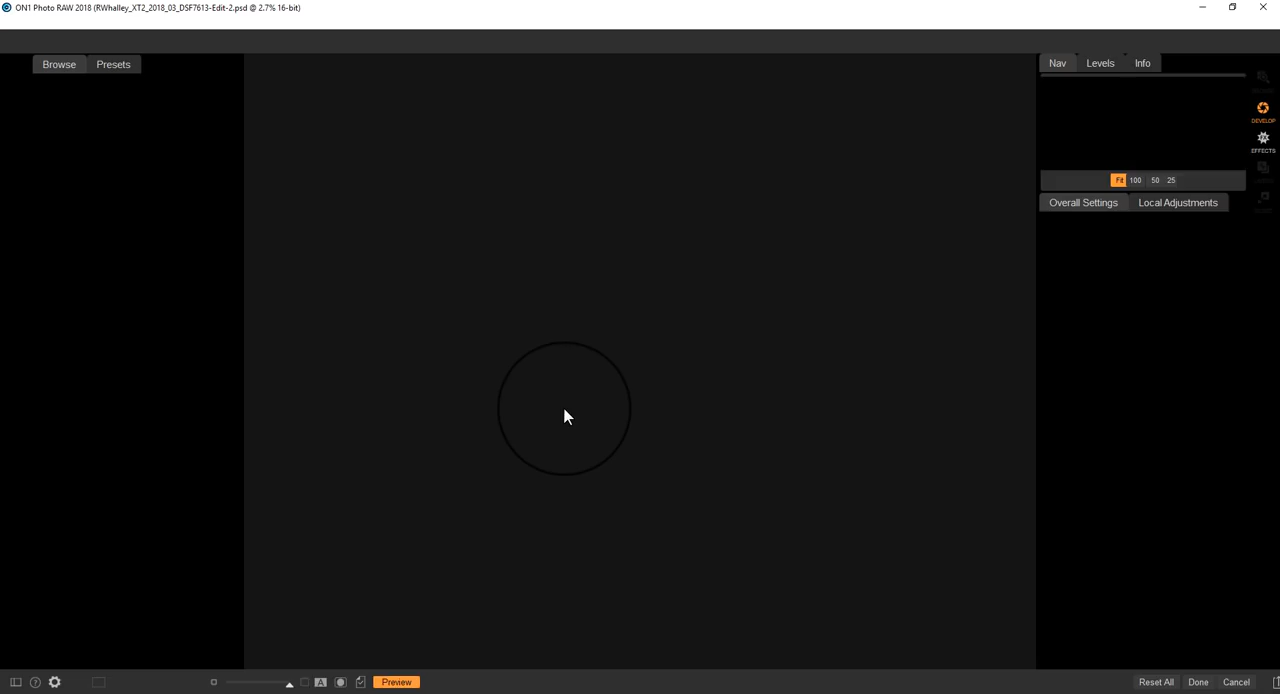 ON1 Photo RAW 2018 (RWhalley_XT2_2018_03_DSF7613-Edit-2.psd @ 2.7% 16-bit)
Browse Presets
Nav Levels Info
DEVELOP
EFFECTS
Fit 100 50 25
Overall Settings Local Adjustments
? A Preview Reset All Done Cancel